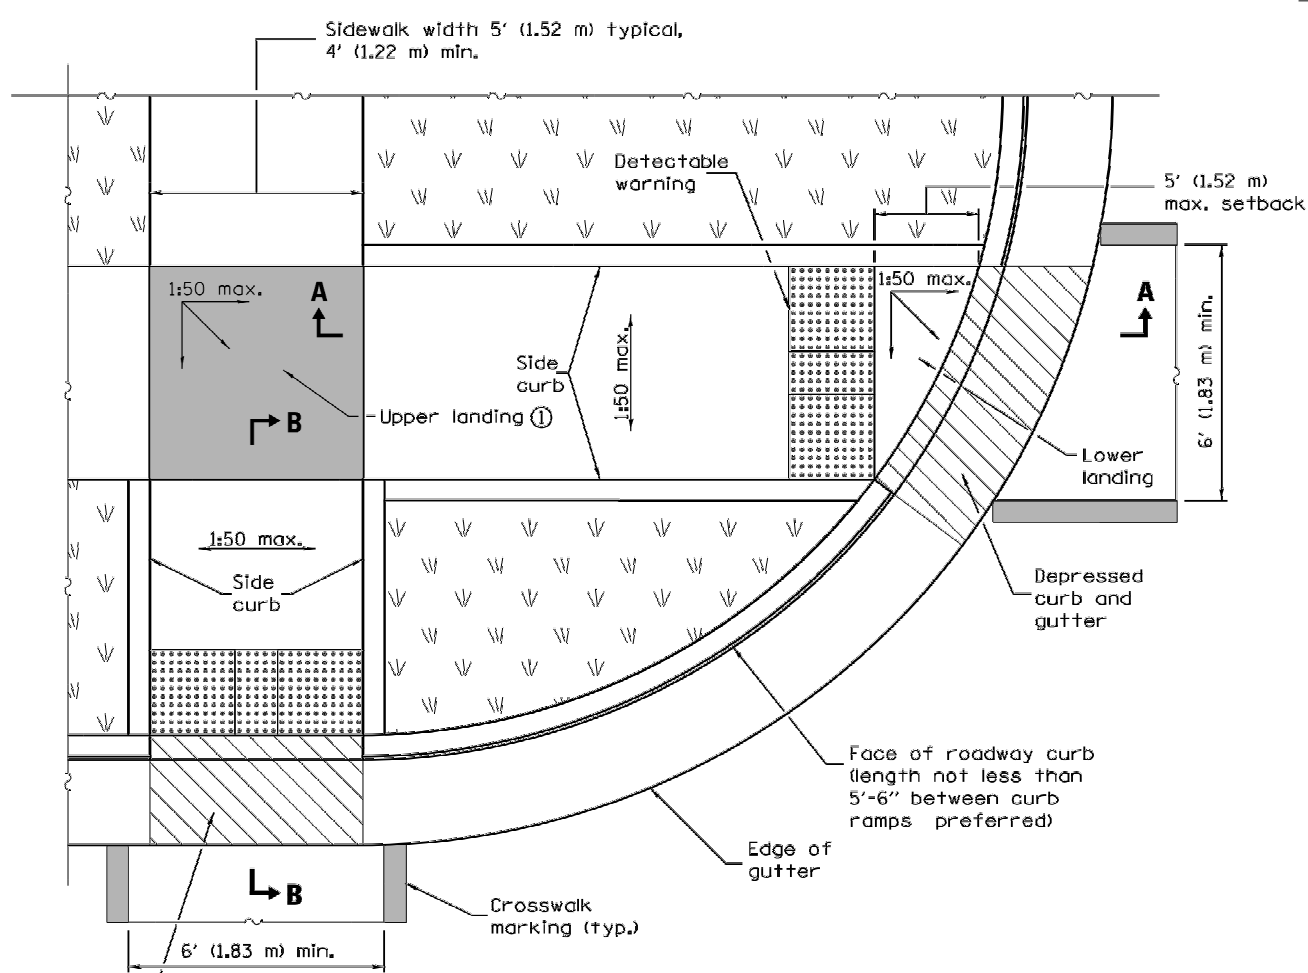 Sidewalk width 5' (1.52 m) typical,
4' (1.22 m) min.
Detectable
warning
5' (1.52 m)
max. setback
1:50 max.
A
1:50 max.
A
Side
curb
1:50 max.
6' (1.83 m) min.
Upper landing ①
B
Lower
landing
1:50 max.
Side
curb
Depressed
curb and
gutter
Face of roadway curb
(length not less than
5'-6" between curb
ramps preferred)
Edge of
gutter
B
Crosswalk
marking (typ.)
6' (1.83 m) min.